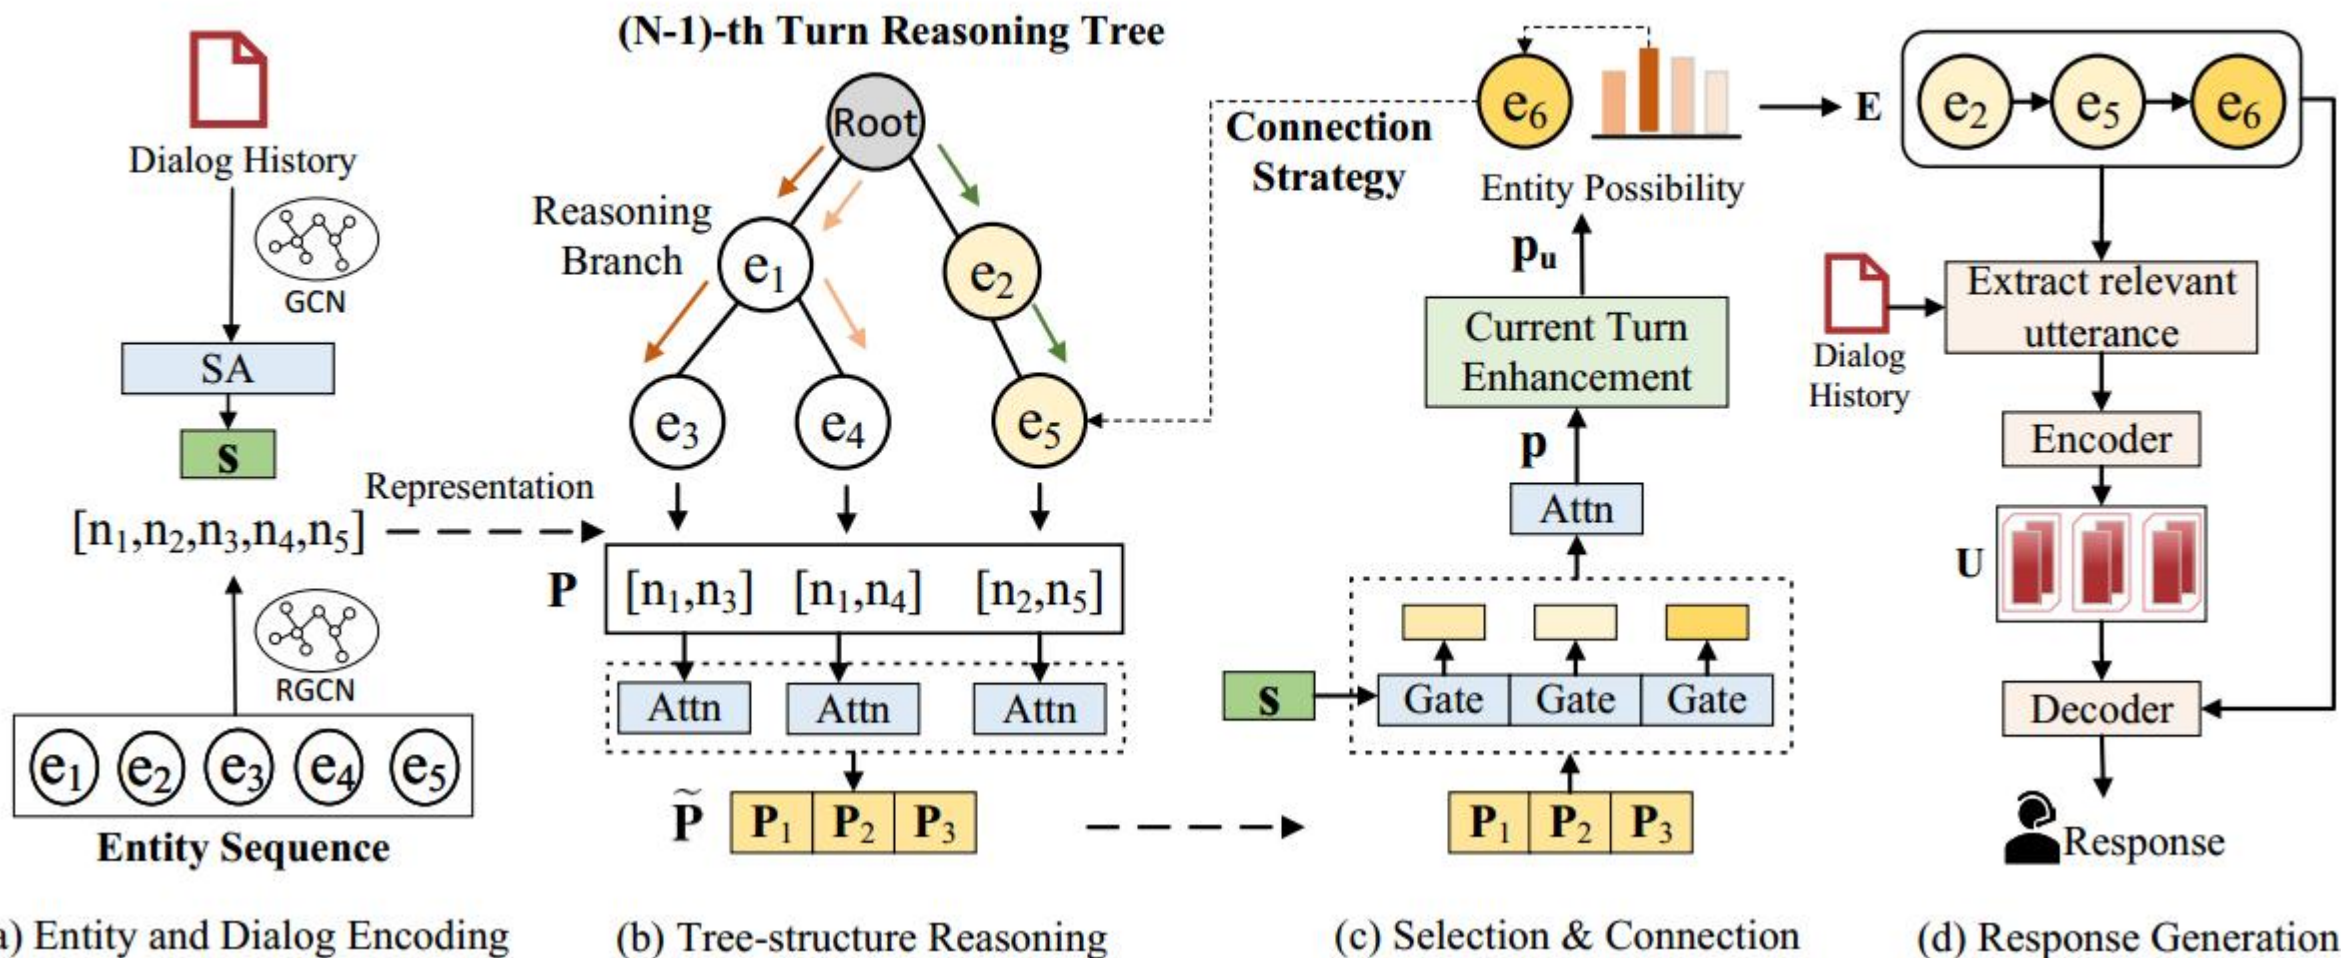 Dialog History
GCN
SA
s
[n₁,n₂,n₃,n₄,n₅]
RGCN
e₁ e₂ e₃ e₄ e₅
Entity Sequence
a) Entity and Dialog Encoding
(N-1)-th Turn Reasoning Tree
Root
Reasoning
Branch
e₁
e₂
e₃
e₄
e₅
Representation
P
[n₁,n₃] [n₁,n₄] [n₂,n₅]
Attn Attn Attn
P̃
P₁ P₂ P₃
(b) Tree-structure Reasoning
Connection
Strategy
e₆
Entity Possibility
pᵤ
Current Turn
Enhancement
p
Attn
s
Gate Gate Gate
P₁ P₂ P₃
(c) Selection & Connection
E
e₂ e₅ e₆
Dialog
History
Extract relevant
utterance
Encoder
U
Decoder
Response
(d) Response Generation